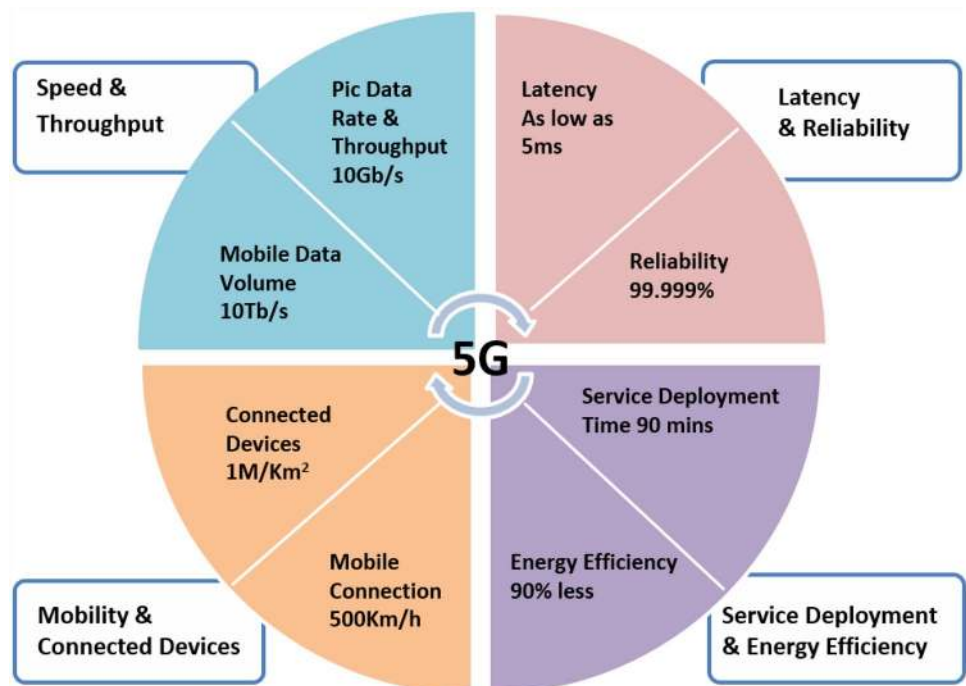 Speed &
Throughput
Pic Data
Rate &
Throughput
10Gb/s
Mobile Data
Volume
10Tb/s
Latency
As low as
5ms
Latency
& Reliability
Reliability
99.999%
5G
Connected
Devices
1M/Km²
Mobile
Connection
500Km/h
Mobility &
Connected Devices
Service Deployment
Time 90 mins
Energy Efficiency
90% less
Service Deployment
& Energy Efficiency